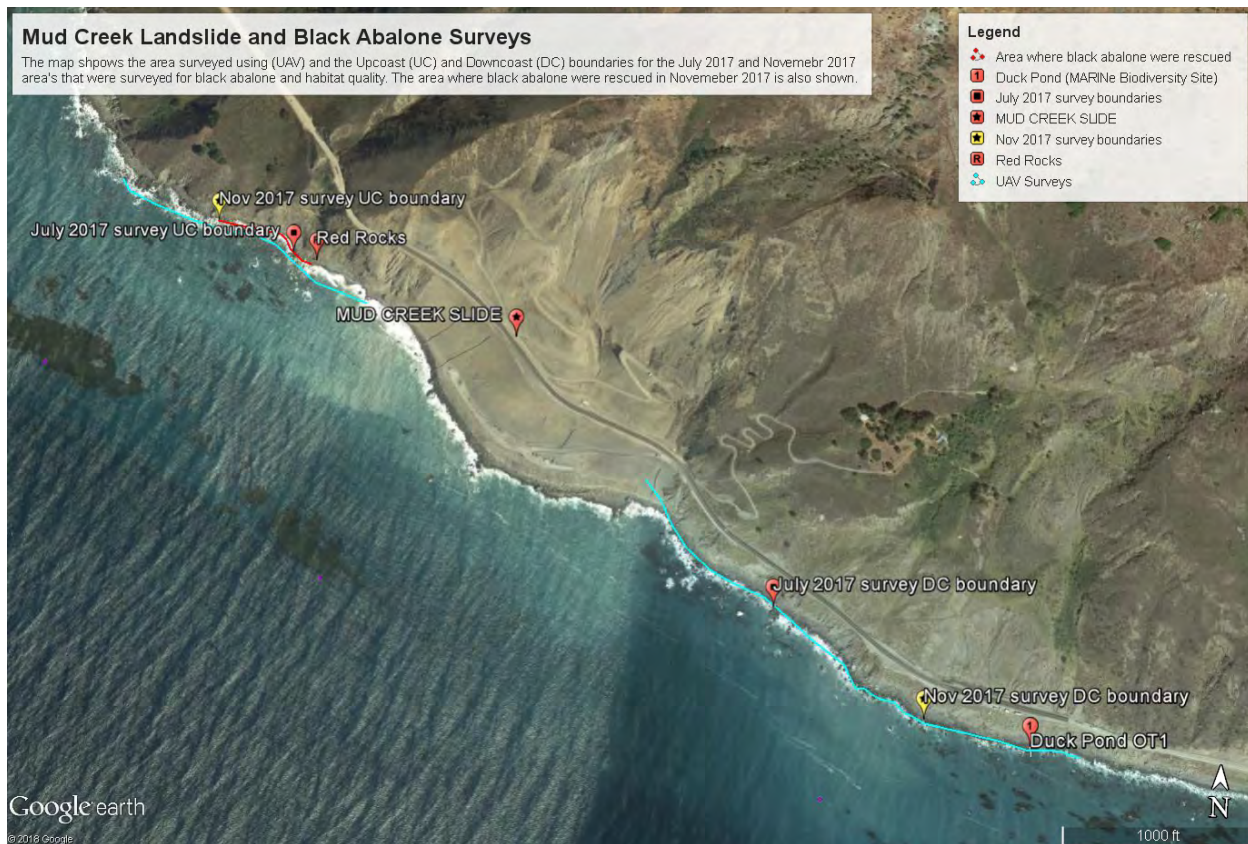 Mud Creek Landslide and Black Abalone Surveys
The map shpows the area surveyed using (UAV) and the Upcoast (UC) and Downcoast (DC) boundaries for the July 2017 and Novemebr 2017
area's that were surveyed for black abalone and habitat quality. The area where black abalone were rescued in Novemeber 2017 is also shown.
Legend
Area where black abalone were rescued
1 Duck Pond (MARINe Biodiversity Site)
July 2017 survey boundaries
MUD CREEK SLIDE
Nov 2017 survey boundaries
R Red Rocks
UAV Surveys
Nov 2017 survey UC boundary
July 2017 survey UC boundary
Red Rocks
MUD CREEK SLIDE
July 2017 survey DC boundary
Nov 2017 survey DC boundary
1
Duck Pond OT1
Google earth
© 2018 Google
N
1000 ft